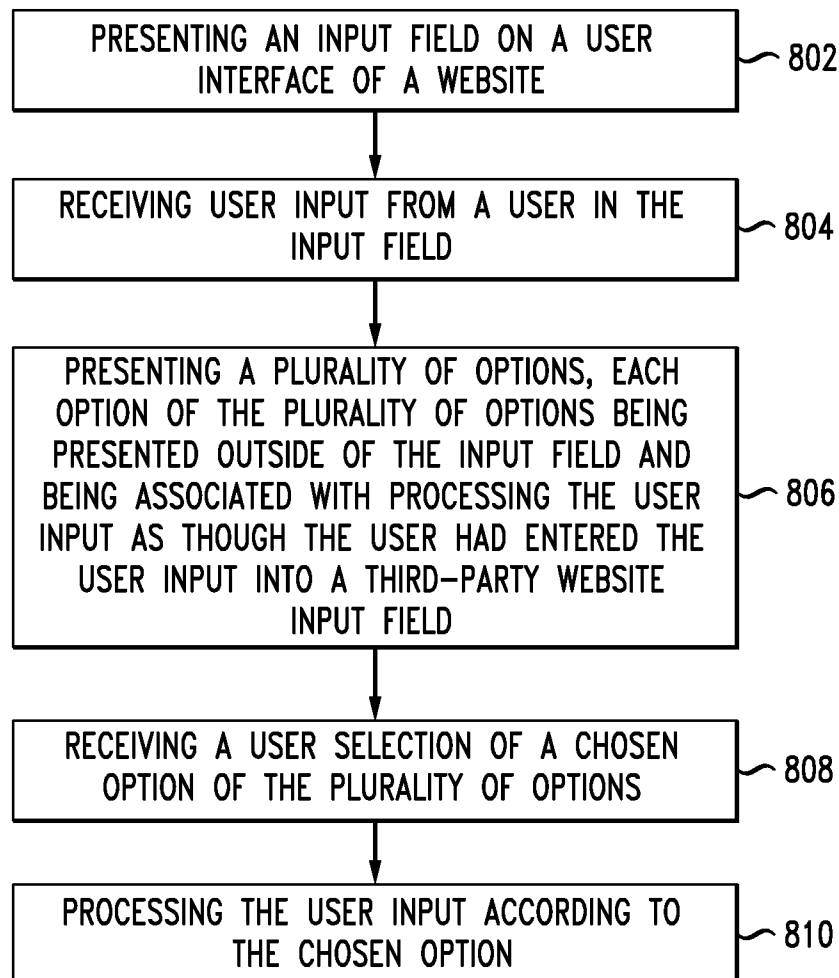 PRESENTING AN INPUT FIELD ON A USER
INTERFACE OF A WEBSITE
802
RECEIVING USER INPUT FROM A USER IN THE
INPUT FIELD
804
PRESENTING A PLURALITY OF OPTIONS, EACH
OPTION OF THE PLURALITY OF OPTIONS BEING
PRESENTED OUTSIDE OF THE INPUT FIELD AND
BEING ASSOCIATED WITH PROCESSING THE USER
INPUT AS THOUGH THE USER HAD ENTERED THE
USER INPUT INTO A THIRD-PARTY WEBSITE
INPUT FIELD
806
RECEIVING A USER SELECTION OF A CHOSEN
OPTION OF THE PLURALITY OF OPTIONS
808
PROCESSING THE USER INPUT ACCORDING TO
THE CHOSEN OPTION
810